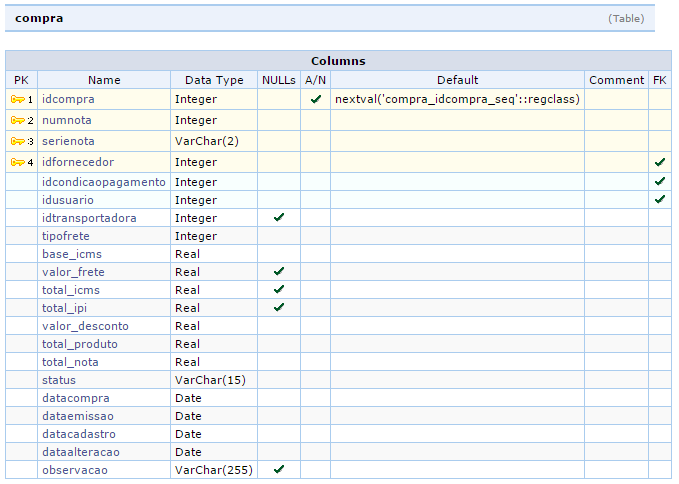 compra (Table)
Columns
PK Name Data Type NULLs A/N Default Comment FK
1 idcompra Integer nextval('compra_idcompra_seq'::regclass)
2 numnota Integer
3 serienota VarChar(2)
4 idfornecedor Integer
idcondicaopagamento Integer
idusuario Integer
idtransportadora Integer
tipofrete Integer
base_icms Real
valor_frete Real
total_icms Real
total_ipi Real
valor_desconto Real
total_produto Real
total_nota Real
status VarChar(15)
datacompra Date
dataemissao Date
datacadastro Date
dataalteracao Date
observacao VarChar(255)